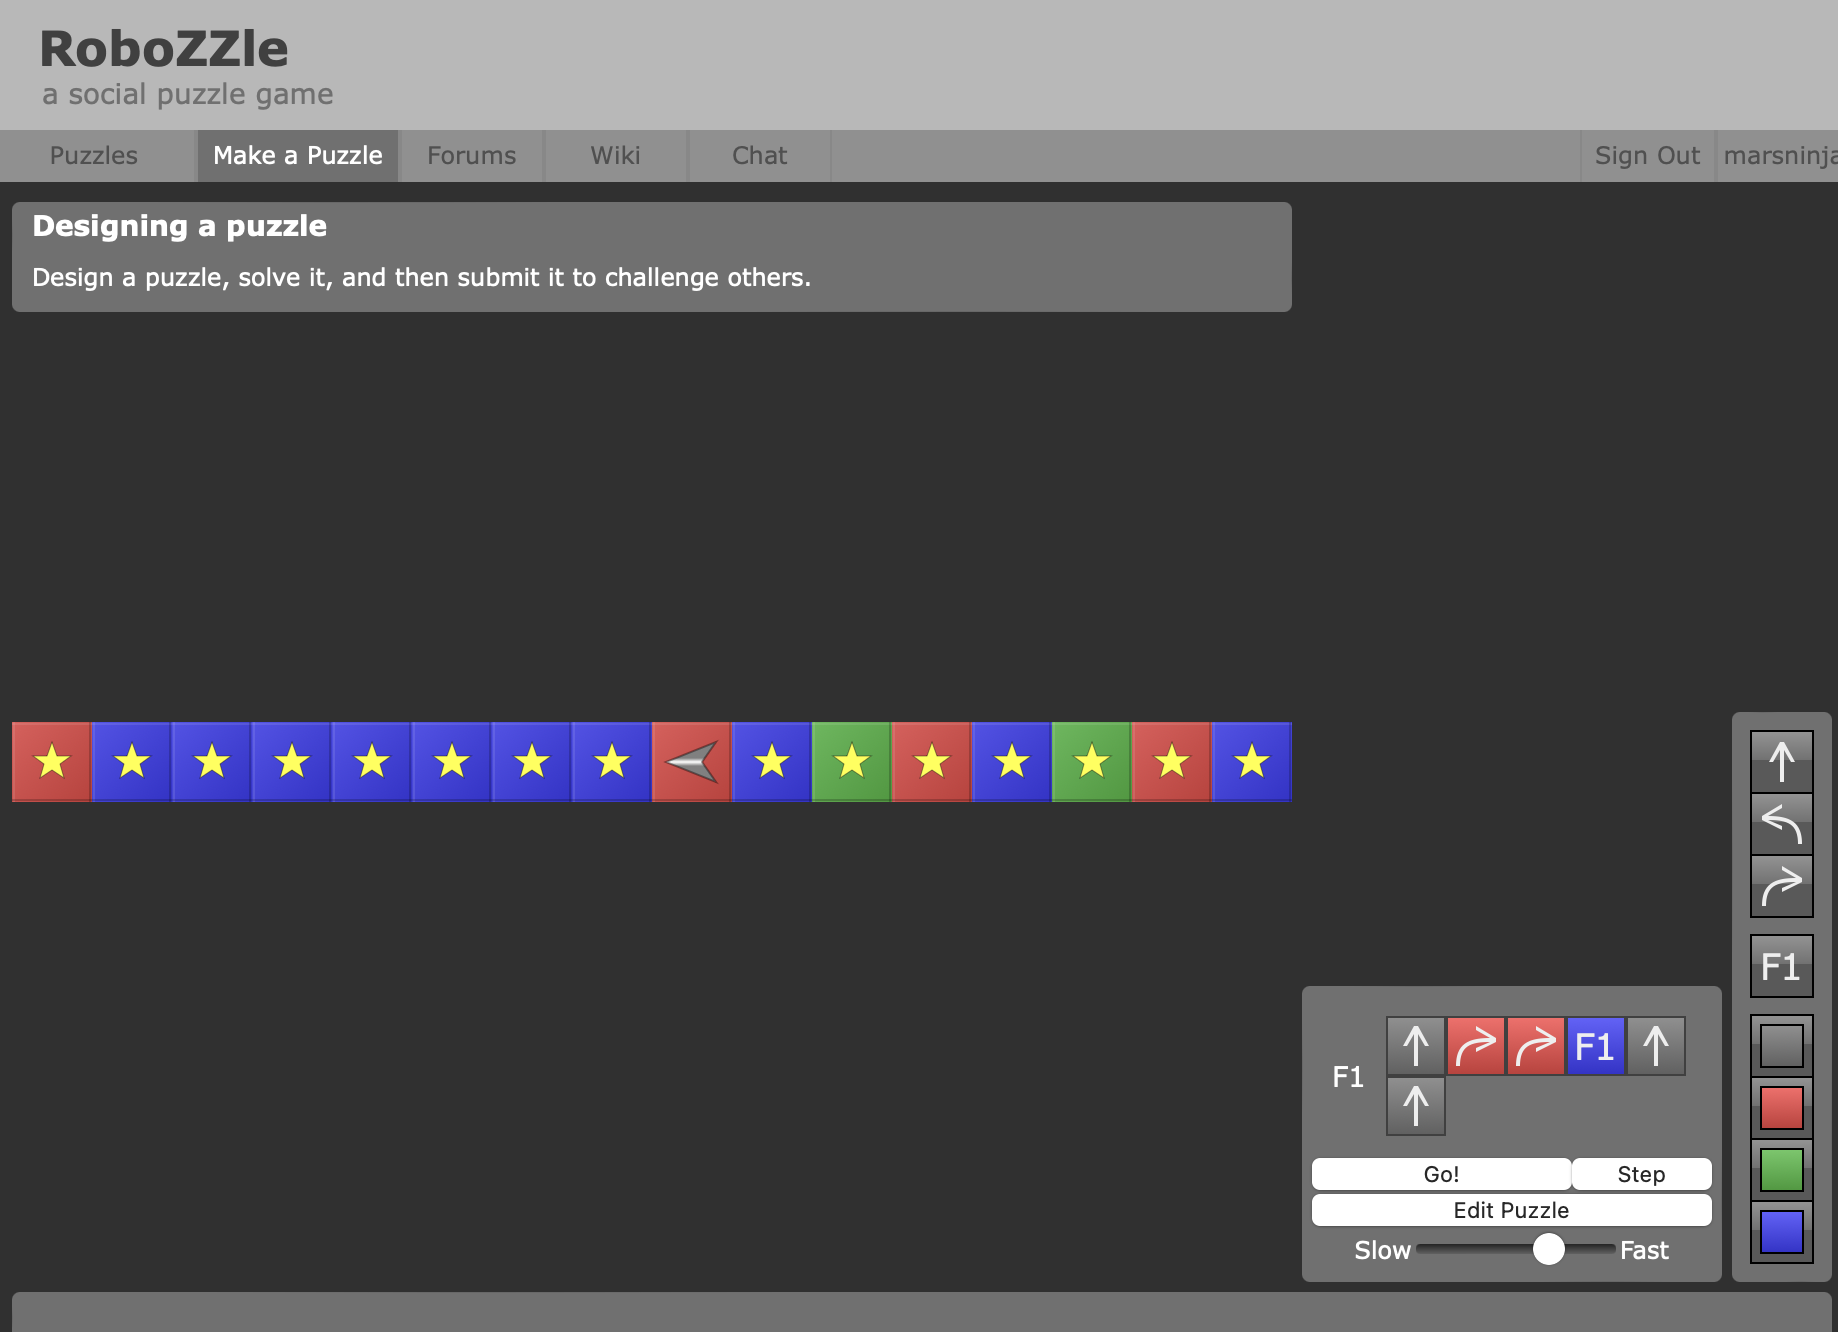 RoboZZle
a social puzzle game
Puzzles
Make a Puzzle
Forums
Wiki
Chat
Sign Out
marsninja
Designing a puzzle
Design a puzzle, solve it, and then submit it to challenge others.
F1
F1
F1
Go!
Step
Edit Puzzle
Slow
Fast